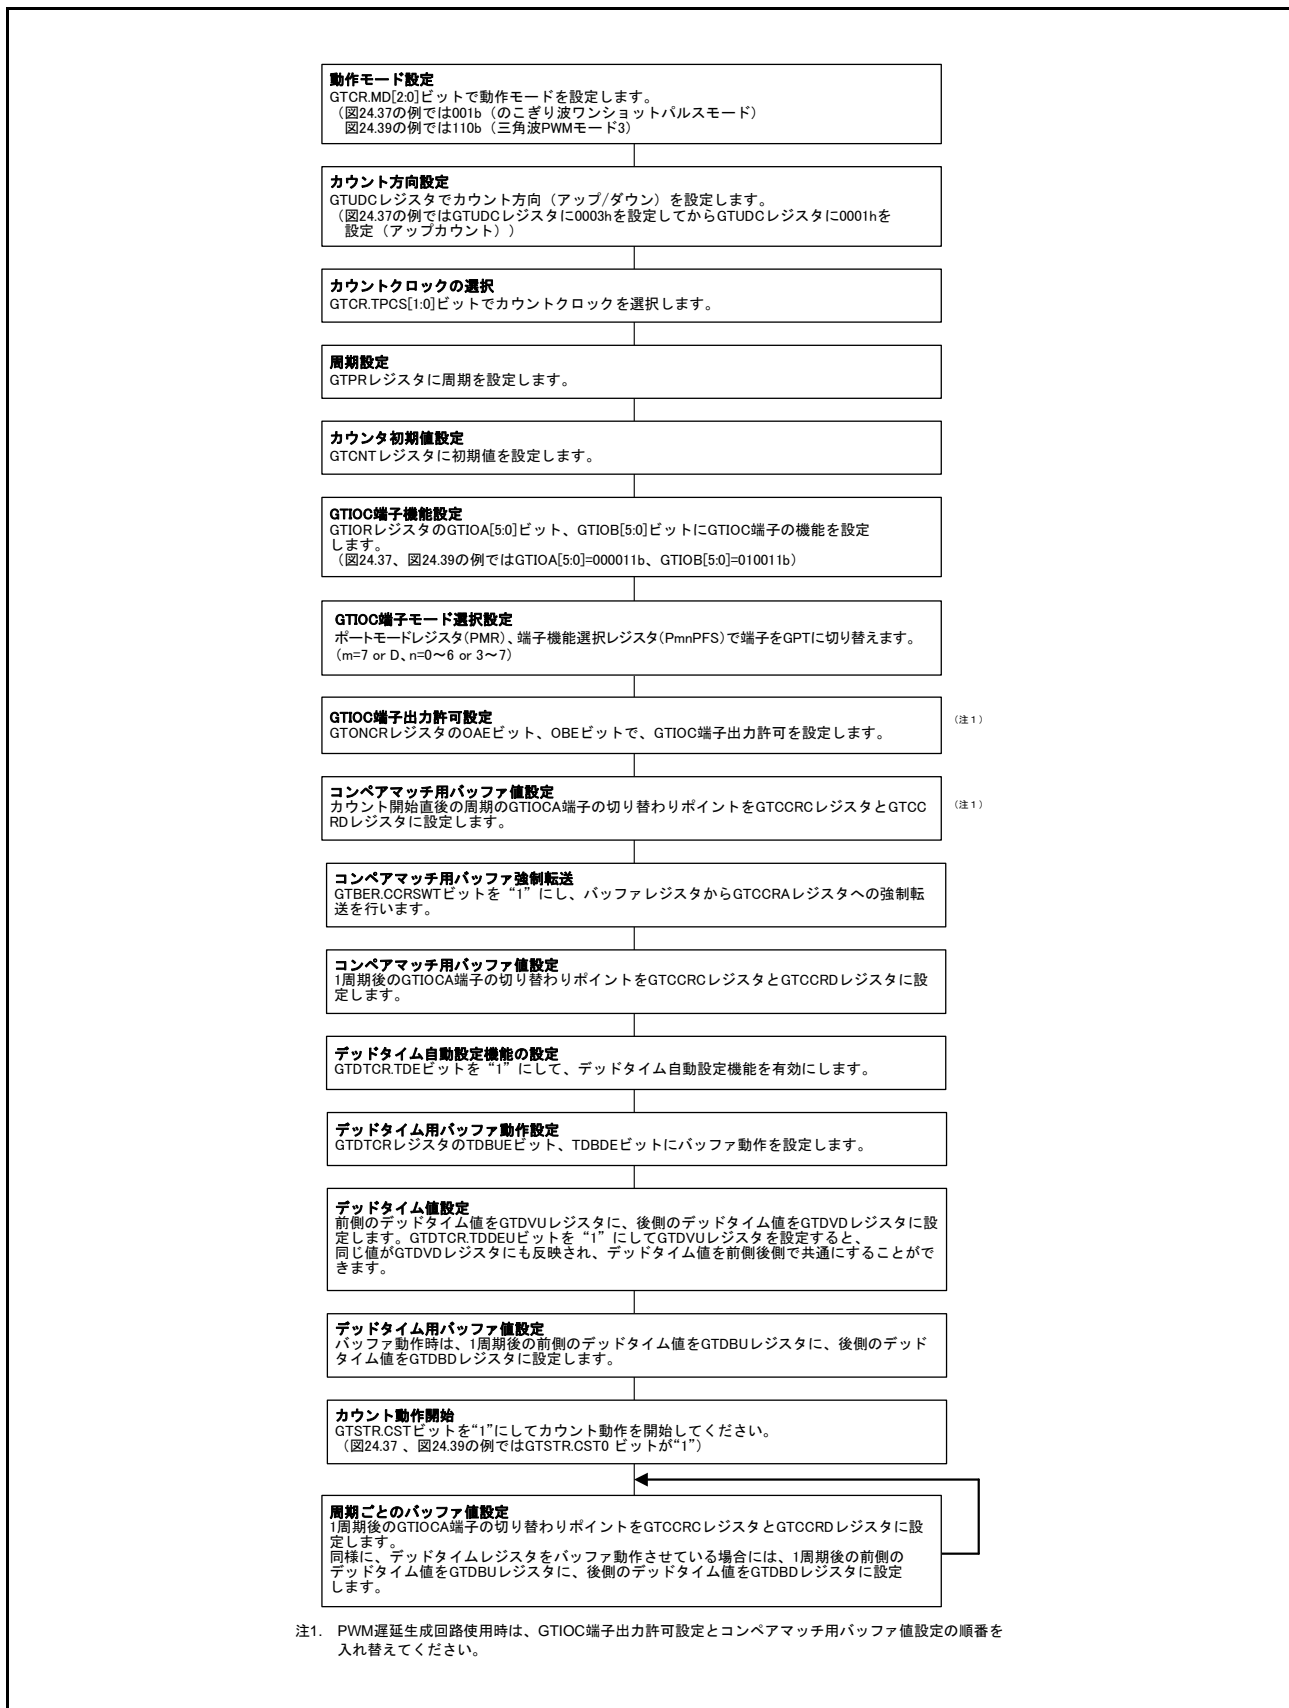 動作モード設定
GTCR.MD[2:0]ビットで動作モードを設定します。
（図24.37の例では001b（のこぎり波ワンショットパルスモード）
図24.39の例では110b（三角波PWMモード3）
カウント方向設定
GTUDCレジスタでカウント方向（アップ/ダウン）を設定します。
（図24.37の例ではGTUDCレジスタに0003hを設定してからGTUDCレジスタに0001hを
設定（アップカウント））
カウントクロックの選択
GTCR.TPCS[1:0]ビットでカウントクロックを選択します。
周期設定
GTPRレジスタに周期を設定します。
カウンタ初期値設定
GTCNTレジスタに初期値を設定します。
GTIOC端子機能設定
GTIORレジスタのGTIOA[5:0]ビット、GTIOB[5:0]ビットにGTIOC端子の機能を設定
します。
（図24.37、図24.39の例ではGTIOA[5:0]=000011b、GTIOB[5:0]=010011b）
GTIOC端子モード選択設定
ポートモードレジスタ(PMR)、端子機能選択レジスタ(PmnPFS)で端子をGPTに切り替えます。
(m=7 or D、n=0～6 or 3～7)
GTIOC端子出力許可設定
GTONCRレジスタのOAEビット、OBEビットで、GTIOC端子出力許可を設定します。
（注１）
コンペアマッチ用バッファ値設定
カウント開始直後の周期のGTIOCA端子の切り替わりポイントをGTCCRCレジスタとGTCC
RDレジスタに設定します。
（注１）
コンペアマッチ用バッファ強制転送
GTBER.CCRSWTビットを“1”にし、バッファレジスタからGTCCRAレジスタへの強制転
送を行います。
コンペアマッチ用バッファ値設定
1周期後のGTIOCA端子の切り替わりポイントをGTCCRCレジスタとGTCCRDレジスタに設
定します。
デッドタイム自動設定機能の設定
GTDTCR.TDEビットを“1”にして、デッドタイム自動設定機能を有効にします。
デッドタイム用バッファ動作設定
GTDTCRレジスタのTDBUEビット、TDBDEビットにバッファ動作を設定します。
デッドタイム値設定
前側のデッドタイム値をGTDVUレジスタに、後側のデッドタイム値をGTDVDレジスタに設
定します。GTDTCR.TDDEUビットを“1”にしてGTDVUレジスタを設定すると、
同じ値がGTDVDレジスタにも反映され、デッドタイム値を前側後側で共通にすることがで
きます。
デッドタイム用バッファ値設定
バッファ動作時は、1周期後の前側のデッドタイム値をGTDBUレジスタに、後側のデッド
タイム値をGTDBDレジスタに設定します。
カウント動作開始
GTSTR.CSTビットを“1”にしてカウント動作を開始してください。
（図24.37 、図24.39の例ではGTSTR.CST0 ビットが“1”）
周期ごとのバッファ値設定
1周期後のGTIOCA端子の切り替わりポイントをGTCCRCレジスタとGTCCRDレジスタに設
定します。
同様に、デッドタイムレジスタをバッファ動作させている場合には、1周期後の前側の
デッドタイム値をGTDBUレジスタに、後側のデッドタイム値をGTDBDレジスタに設定
します。
注1. PWM遅延生成回路使用時は、GTIOC端子出力許可設定とコンペアマッチ用バッファ値設定の順番を
入れ替えてください。